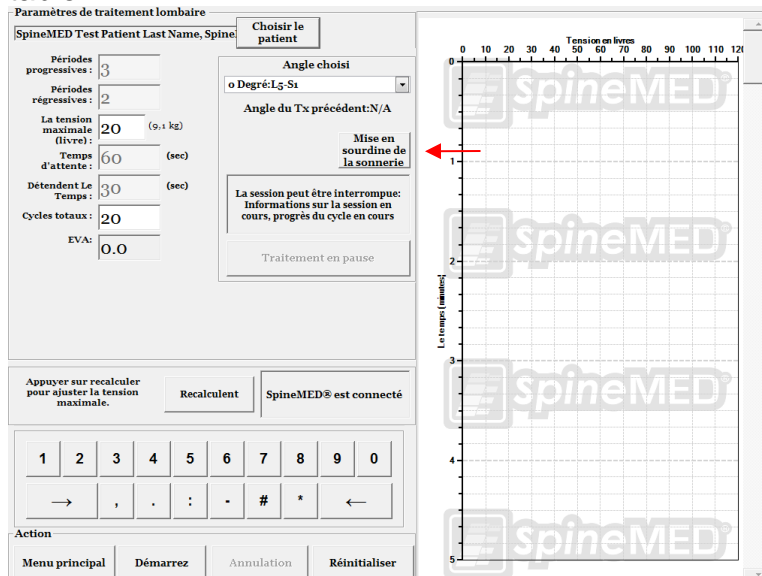 Paramètres de traitement lombaire
SpineMED Test Patient Last Name, Spine
Choisir le
patient
Périodes
progressives :
3
Périodes
régressives :
2
La tension
maximale
(livre) :
20
(9,1 kg)
Temps
d'attente :
60
(sec)
Détendent Le
Temps :
30
(sec)
Cycles totaux :
20
EVA:
0.0
Angle choisi
0 Degré:L5-S1
Angle du Tx précédent:N/A
Mise en
sourdine de
la sonnerie
La session peut être interrompue:
Informations sur la session en
cours, progrès du cycle en cours
Traitement en pause
Appuyer sur recalculer
pour ajuster la tension
maximale.
Recalculent
SpineMED® est connecté
1 2 3 4 5 6 7 8 9 0
→ , . : - # * ←
Action
Menu principal
Démarrez
Annulation
Réinitialiser
Tension en livres
0 10 20 30 40 50 60 70 80 90 100 110 120
Le temps (minutes)
0
1
2
3
4
5
SpineMED®
SpineMED®
SpineMED®
SpineMED®